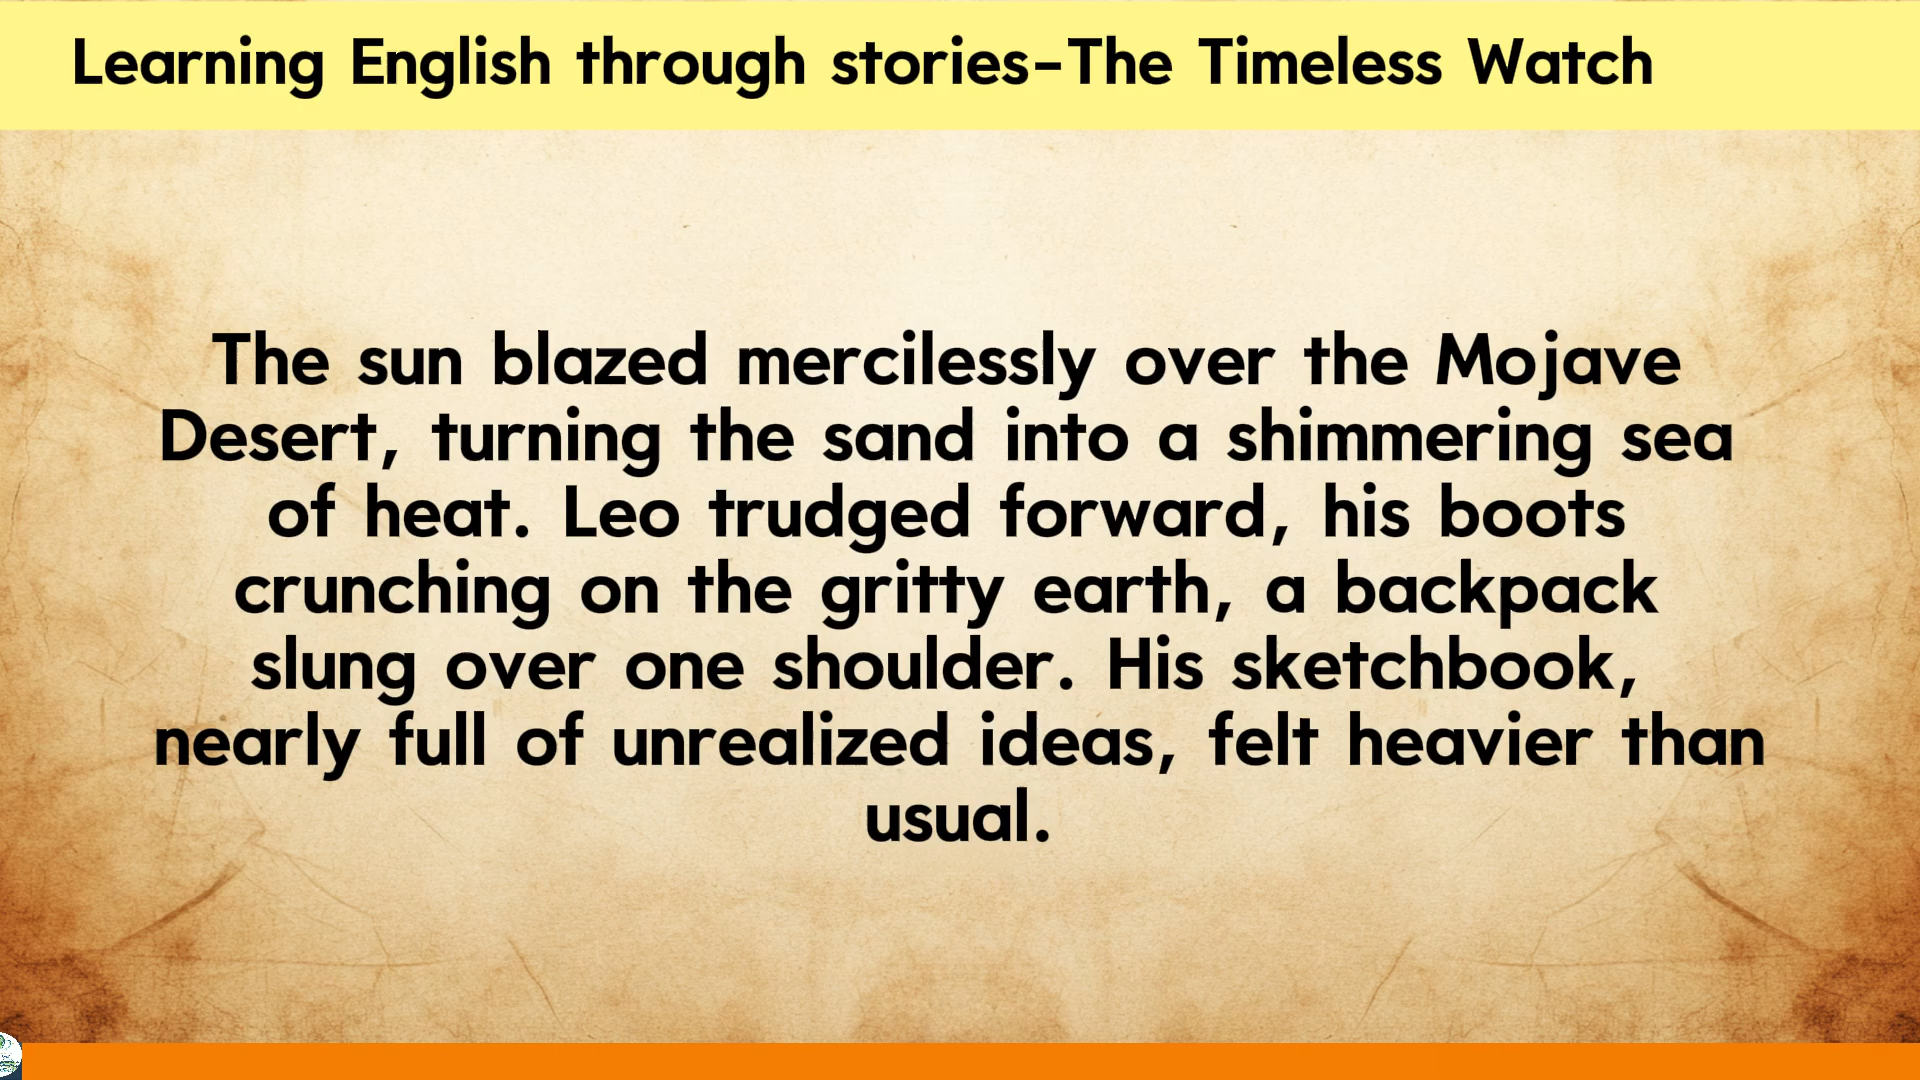 Learning English through stories-The Timeless Watch
The sun blazed mercilessly over the Mojave
Desert, turning the sand into a shimmering sea
of heat. Leo trudged forward, his boots
crunching on the gritty earth, a backpack
slung over one shoulder. His sketchbook,
nearly full of unrealized ideas, felt heavier than
usual.